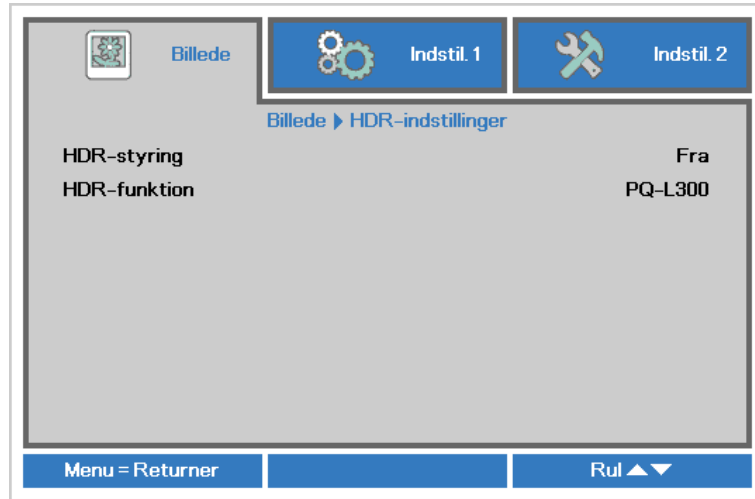 Billede
Indstil. 1
Indstil. 2
Billede ▶ HDR-indstillinger
HDR-styring Fra
HDR-funktion PQ-L300
Menu = Returner
Rul ▲▼